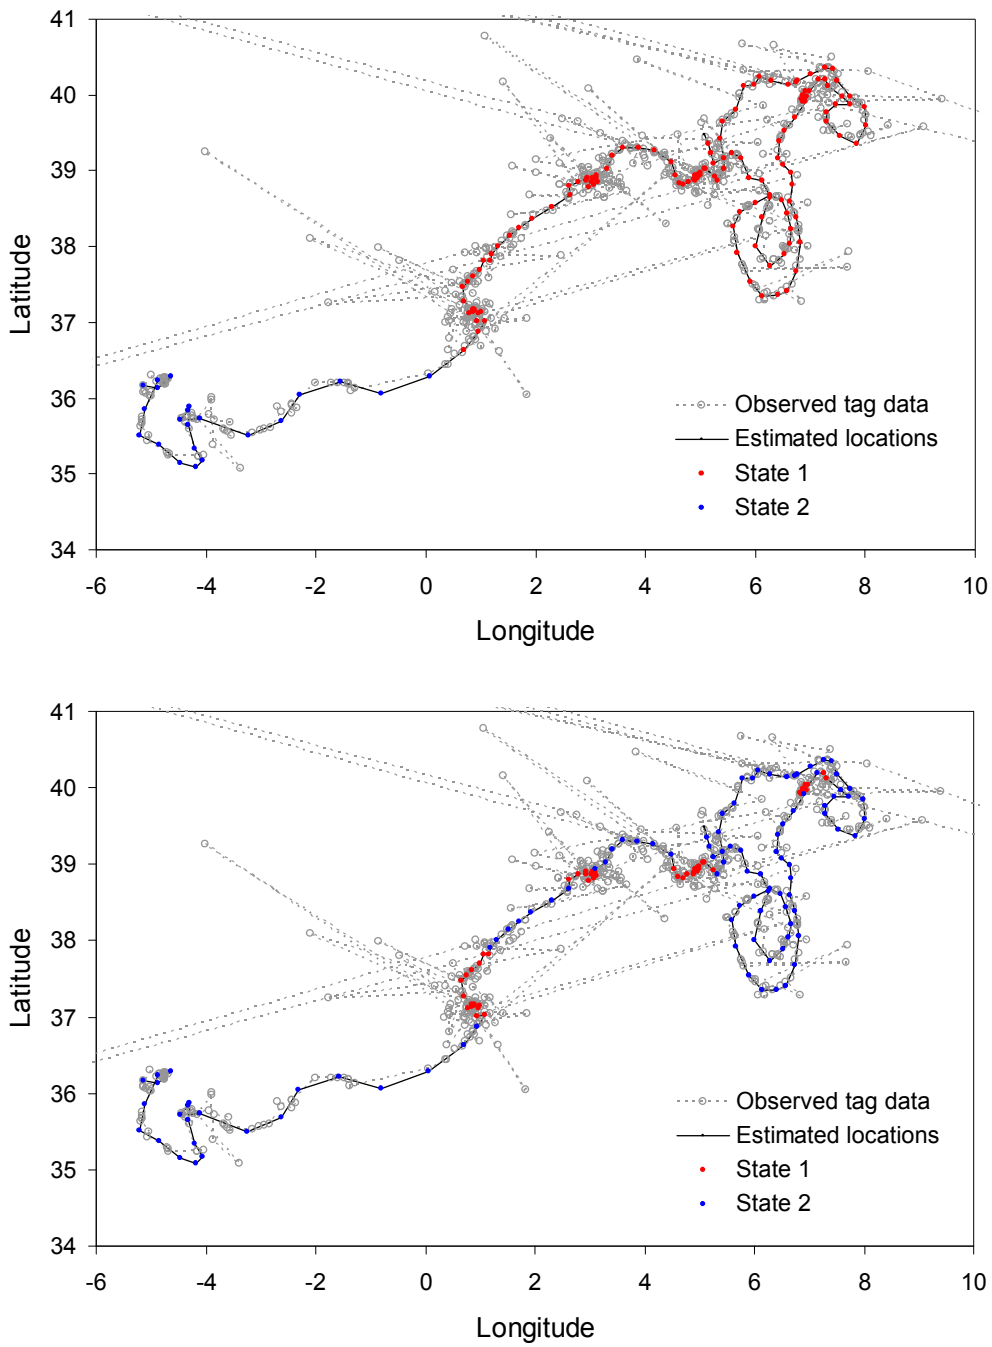 41
40
39
38
37
36
35
34
Latitude
Observed tag data
Estimated locations
State 1
State 2
-6 -4 -2 0 2 4 6 8 10
Longitude
41
40
39
38
37
36
35
34
Latitude
Observed tag data
Estimated locations
State 1
State 2
-6 -4 -2 0 2 4 6 8 10
Longitude